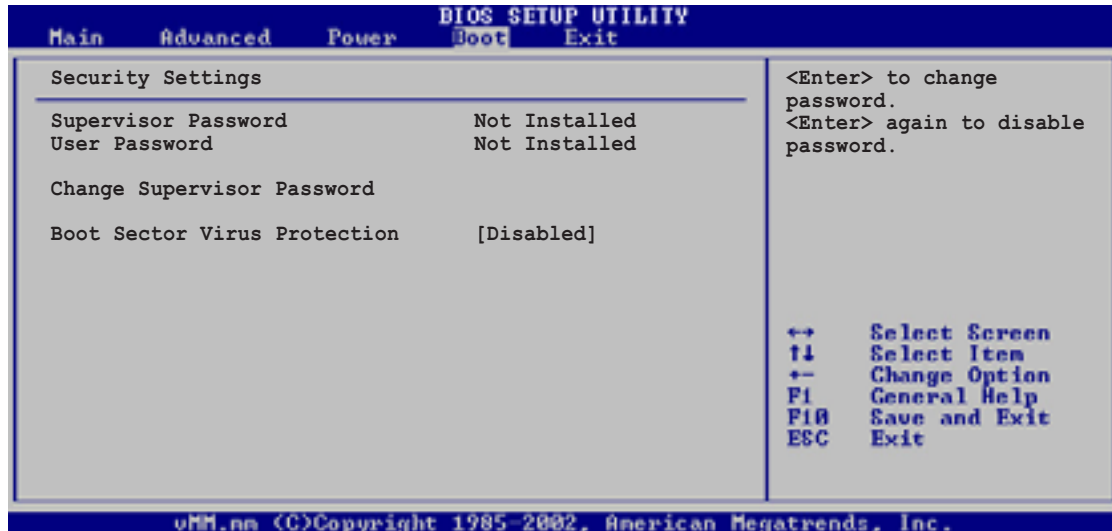 BIOS SETUP UTILITY
Main Advanced Power Boot Exit
Security Settings
Supervisor Password Not Installed
User Password Not Installed
Change Supervisor Password
Boot Sector Virus Protection [Disabled]
<Enter> to change
password.
<Enter> again to disable
password.
←→ Select Screen
↑↓ Select Item
+- Change Option
F1 General Help
F10 Save and Exit
ESC Exit
vMM.mm (C)Copyright 1985-2002, American Megatrends, Inc.